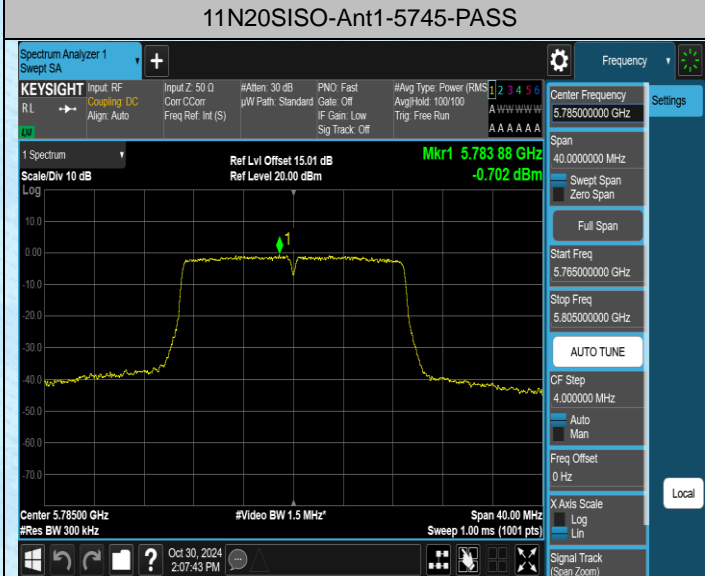 11N20SISO-Ant1-5745-PASS
Spectrum Analyzer 1
Swept SA
+
Frequency
KEYSIGHT
RL
LXI
Input: RF
Coupling: DC
Align: Auto
Input Z: 50 Ω
Corr CCorr
Freq Ref: Int (S)
#Atten: 30 dB
µW Path: Standard
PNO: Fast
Gate: Off
IF Gain: Low
Sig Track: Off
#Avg Type: Power (RMS
Avg|Hold: 100/100
Trig: Free Run
1 2 3 4 5 6
A W W W W W
A A A A A A
1 Spectrum
Scale/Div 10 dB
Log
Ref Lvl Offset 15.01 dB
Ref Level 20.00 dBm
Mkr1 5.783 88 GHz
-0.702 dBm
10.0
0.00
-10.0
-20.0
-30.0
-40.0
-50.0
-60.0
-70.0
1
Center 5.78500 GHz
#Res BW 300 kHz
#Video BW 1.5 MHz*
Span 40.00 MHz
Sweep 1.00 ms (1001 pts)
?
Oct 30, 2024
2:07:43 PM
Center Frequency
5.785000000 GHz
Settings
Span
40.0000000 MHz
Swept Span
Zero Span
Full Span
Start Freq
5.765000000 GHz
Stop Freq
5.805000000 GHz
AUTO TUNE
CF Step
4.000000 MHz
Auto
Man
Freq Offset
0 Hz
X Axis Scale
Log
Lin
Local
Signal Track
(Span Zoom)